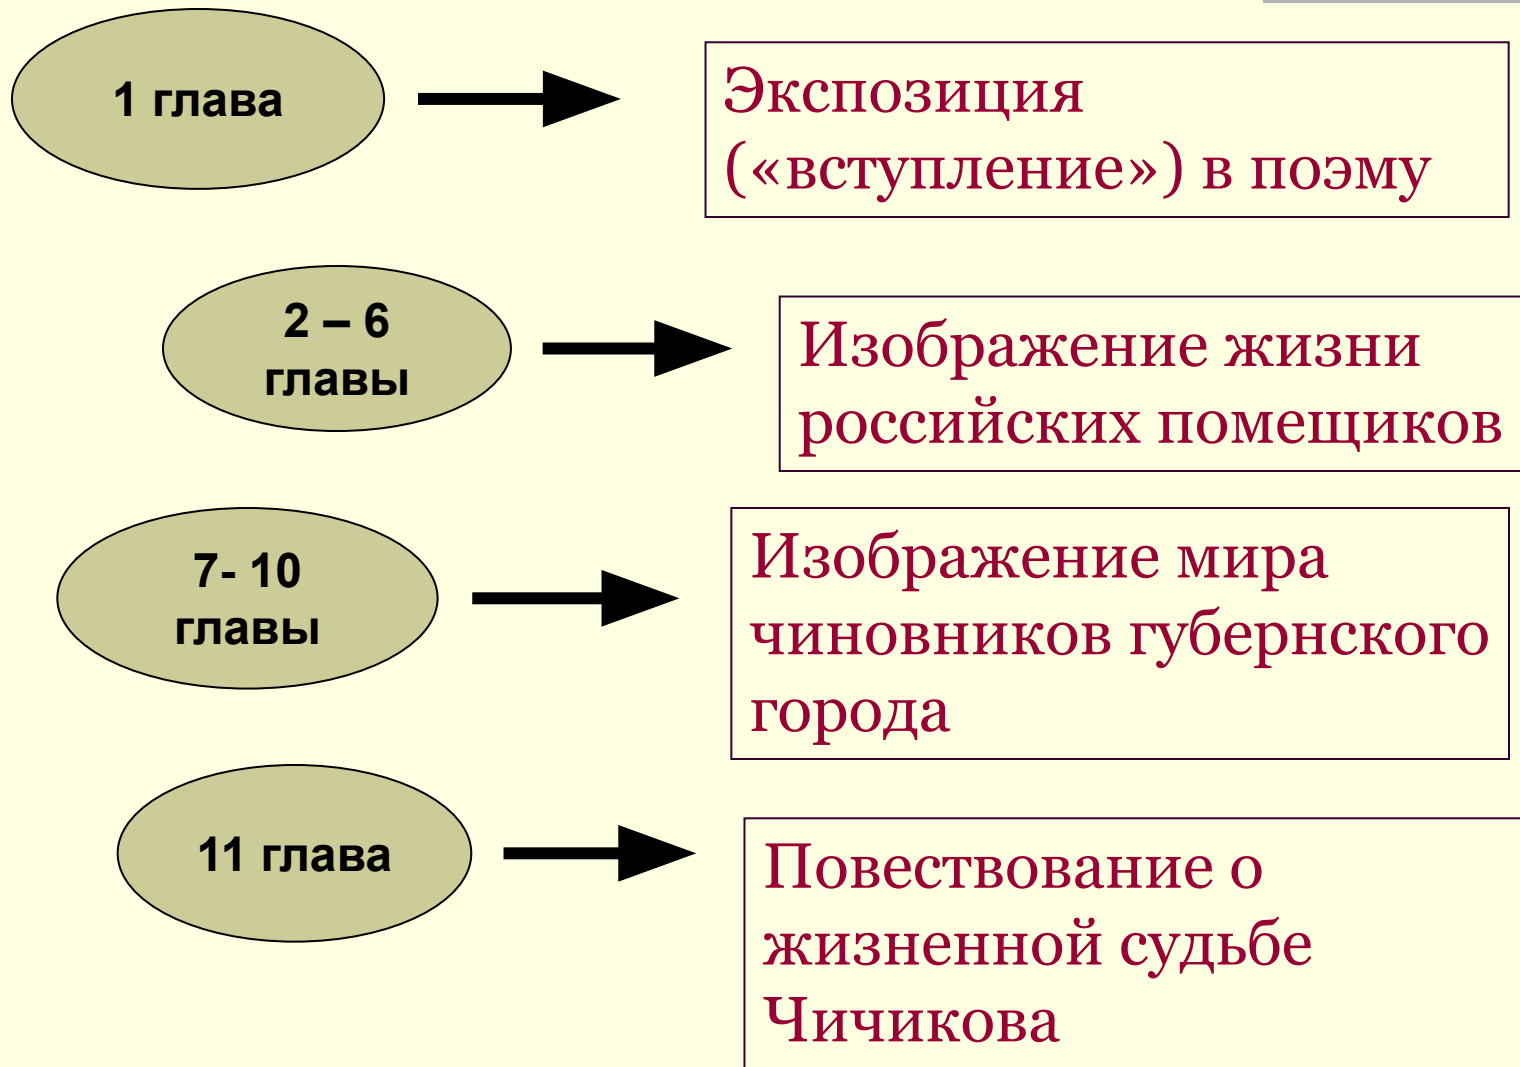 1 глава
Экспозиция
(«вступление») в поэму
2 – 6
главы
Изображение жизни
российских помещиков
7- 10
главы
Изображение мира
чиновников губернского
города
11 глава
Повествование о
жизненной судьбе
Чичикова